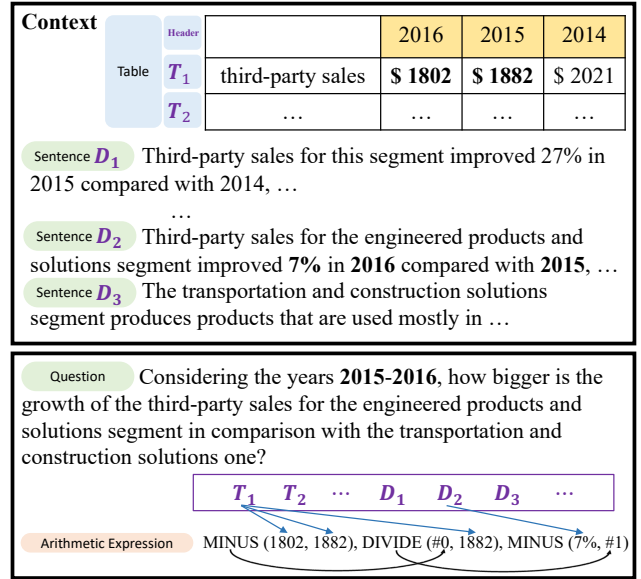 Context
Header 2016 2015 2014
Table T1 third-party sales $ 1802 $ 1882 $ 2021
T2 … … …
Sentence D1 Third-party sales for this segment improved 27% in
2015 compared with 2014, …
…
Sentence D2 Third-party sales for the engineered products and
solutions segment improved 7% in 2016 compared with 2015, …
Sentence D3 The transportation and construction solutions
segment produces products that are used mostly in …
Question Considering the years 2015-2016, how bigger is the
growth of the third-party sales for the engineered products and
solutions segment in comparison with the transportation and
construction solutions one?
T1 T2 … D1 D2 D3 …
Arithmetic Expression MINUS (1802, 1882), DIVIDE (#0, 1882), MINUS (7%, #1)